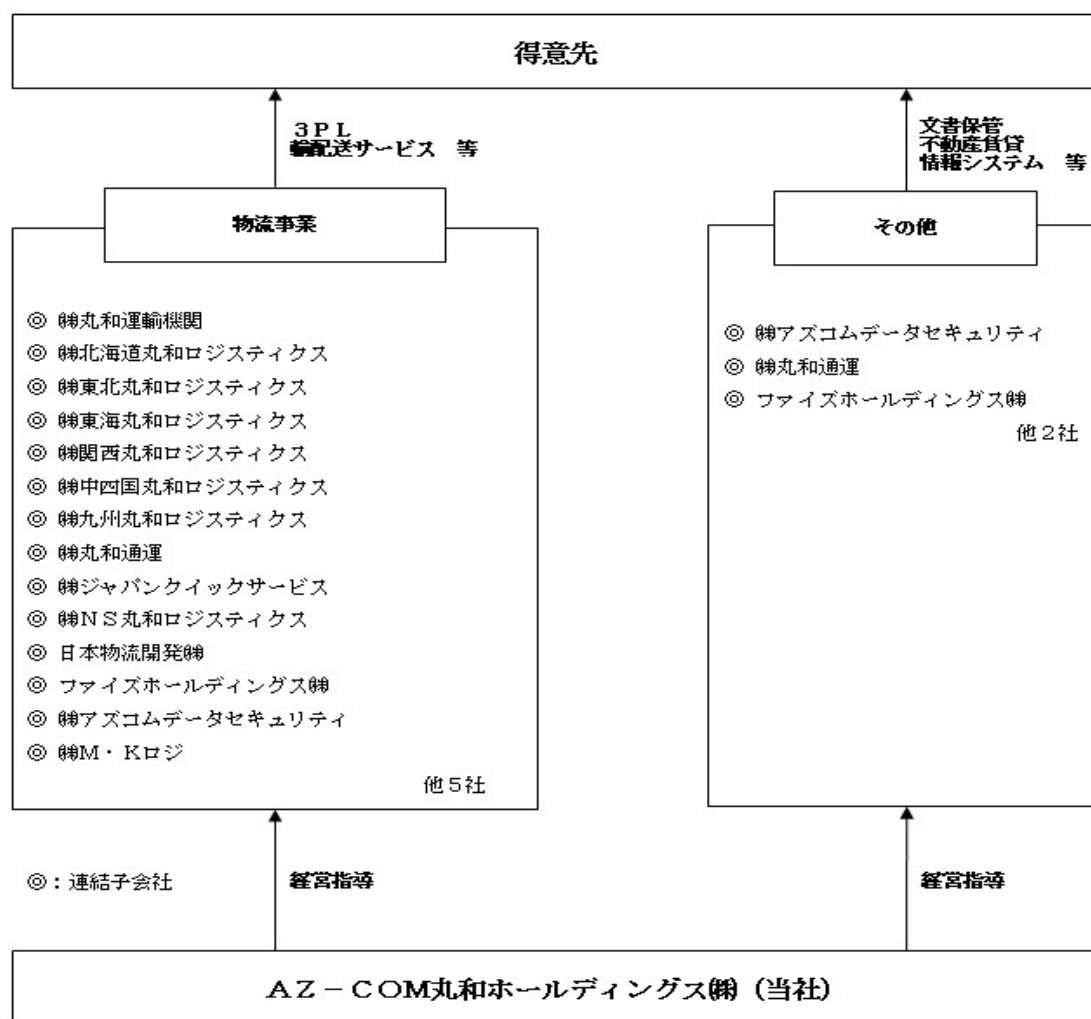 得意先
3PL
輸配送サービス 等
文書保管
不動産賃貸
情報システム 等
物流事業
◎ ㈱丸和運輸機関
◎ ㈱北海道丸和ロジスティクス
◎ ㈱東北丸和ロジスティクス
◎ ㈱東海丸和ロジスティクス
◎ ㈱関西丸和ロジスティクス
◎ ㈱中四国丸和ロジスティクス
◎ ㈱九州丸和ロジスティクス
◎ ㈱丸和通運
◎ ㈱ジャパンクイックサービス
◎ ㈱NS丸和ロジスティクス
◎ 日本物流開発㈱
◎ ファイズホールディングス㈱
◎ ㈱アズコムデータセキュリティ
◎ ㈱M・Kロジ
他5社
その他
◎ ㈱アズコムデータセキュリティ
◎ ㈱丸和通運
◎ ファイズホールディングス㈱
他2社
◎:連結子会社
経営指導
経営指導
AZ-COM丸和ホールディングス㈱(当社)